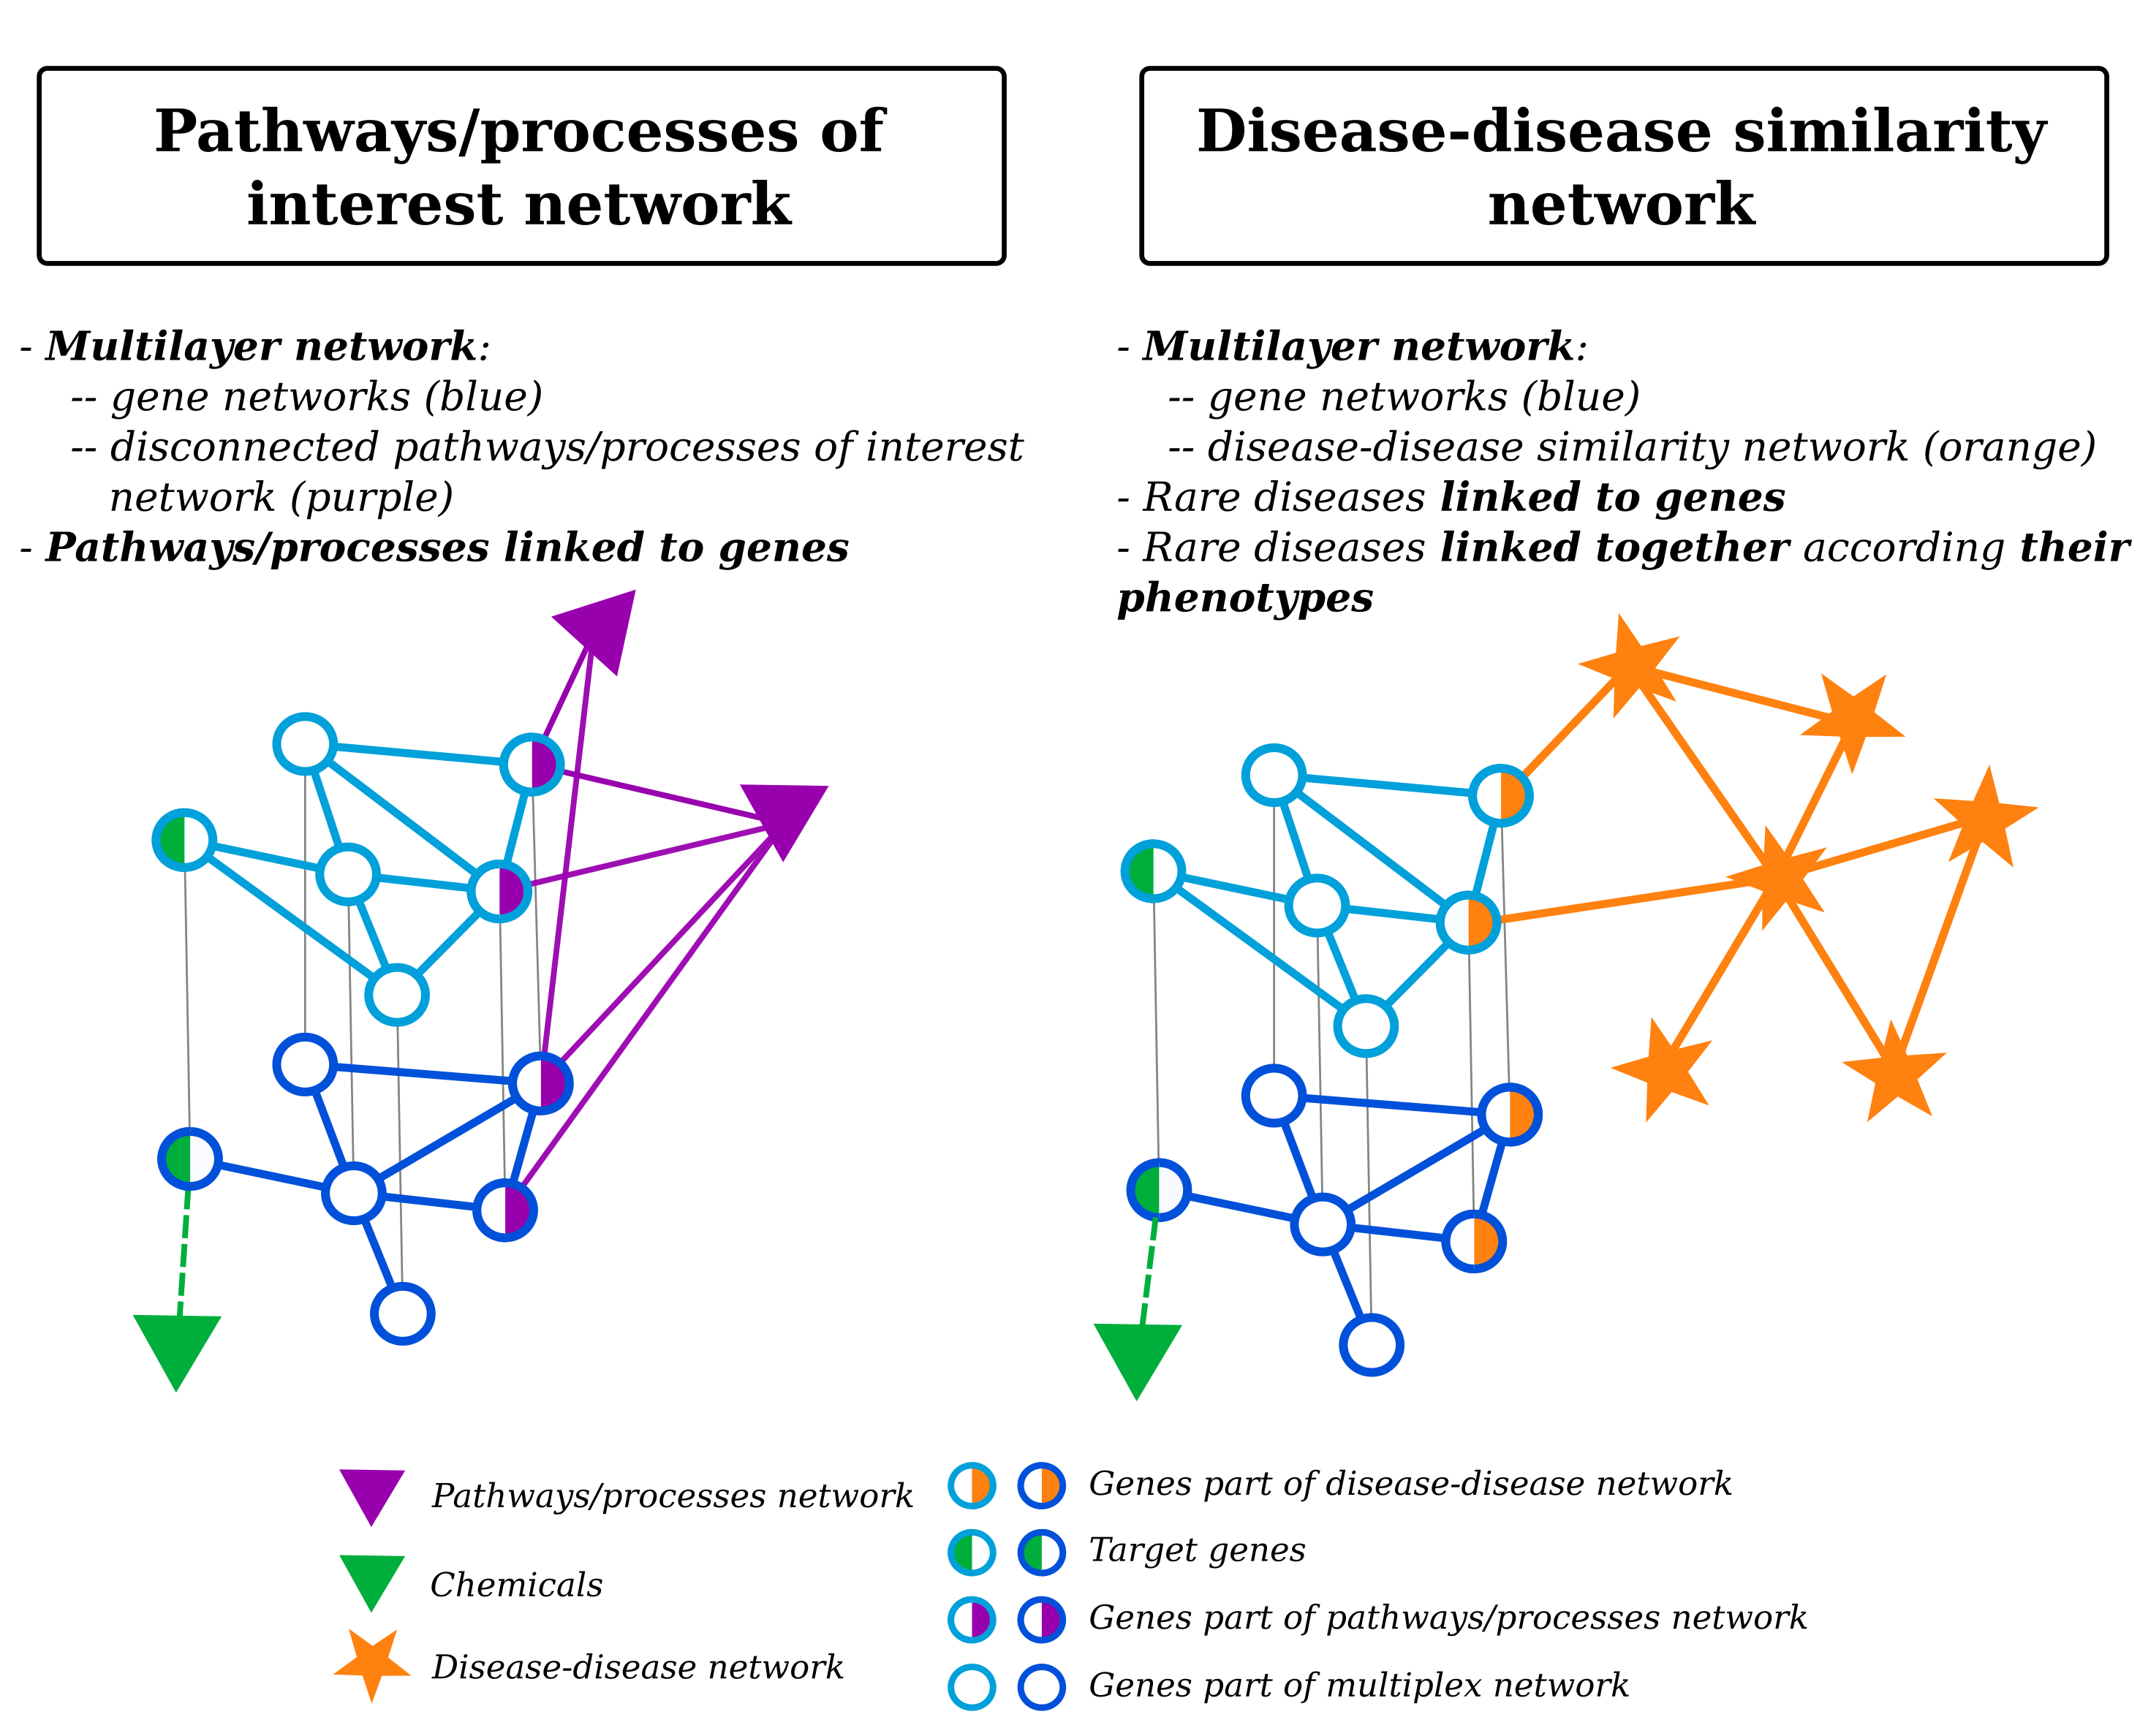 Pathways/processes of
interest network
- Multilayer network:
-- gene networks (blue)
-- disconnected pathways/processes of interest
network (purple)
- Pathways/processes linked to genes
Disease-disease similarity
network
- Multilayer network:
-- gene networks (blue)
-- disease-disease similarity network (orange)
- Rare diseases linked to genes
- Rare diseases linked together according their
phenotypes
Pathways/processes network
Chemicals
Disease-disease network
Genes part of disease-disease network
Target genes
Genes part of pathways/processes network
Genes part of multiplex network